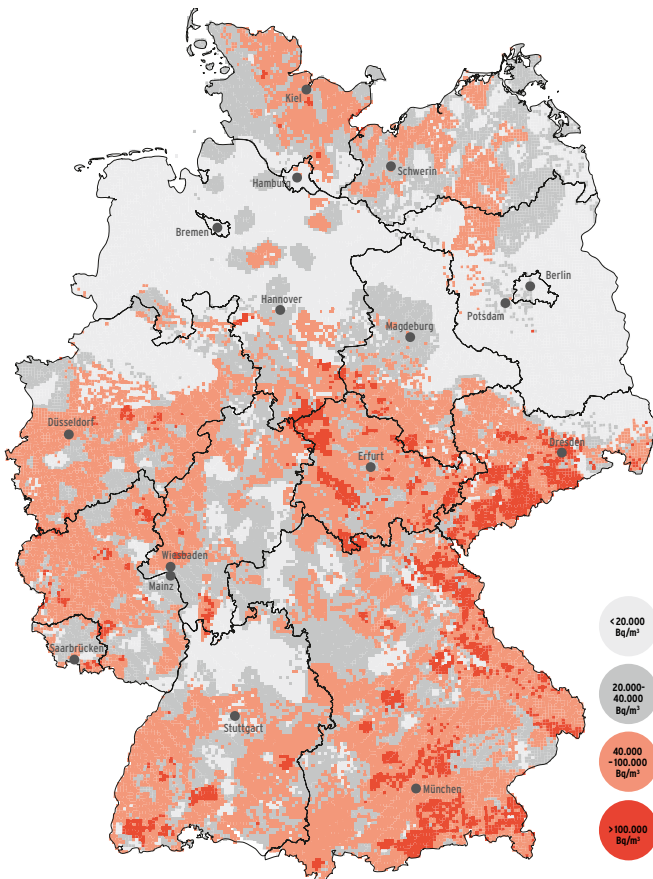 Kiel
Schwerin
Hamburg
Bremen
Berlin
Hannover
Potsdam
Magdeburg
Düsseldorf
Dresden
Erfurt
Wiesbaden
Mainz
<20.000
Bq/m³
Saarbrücken
20.000-
40.000
Bq/m³
Stuttgart
40.000
-100.000
Bq/m³
München
>100.000
Bq/m³